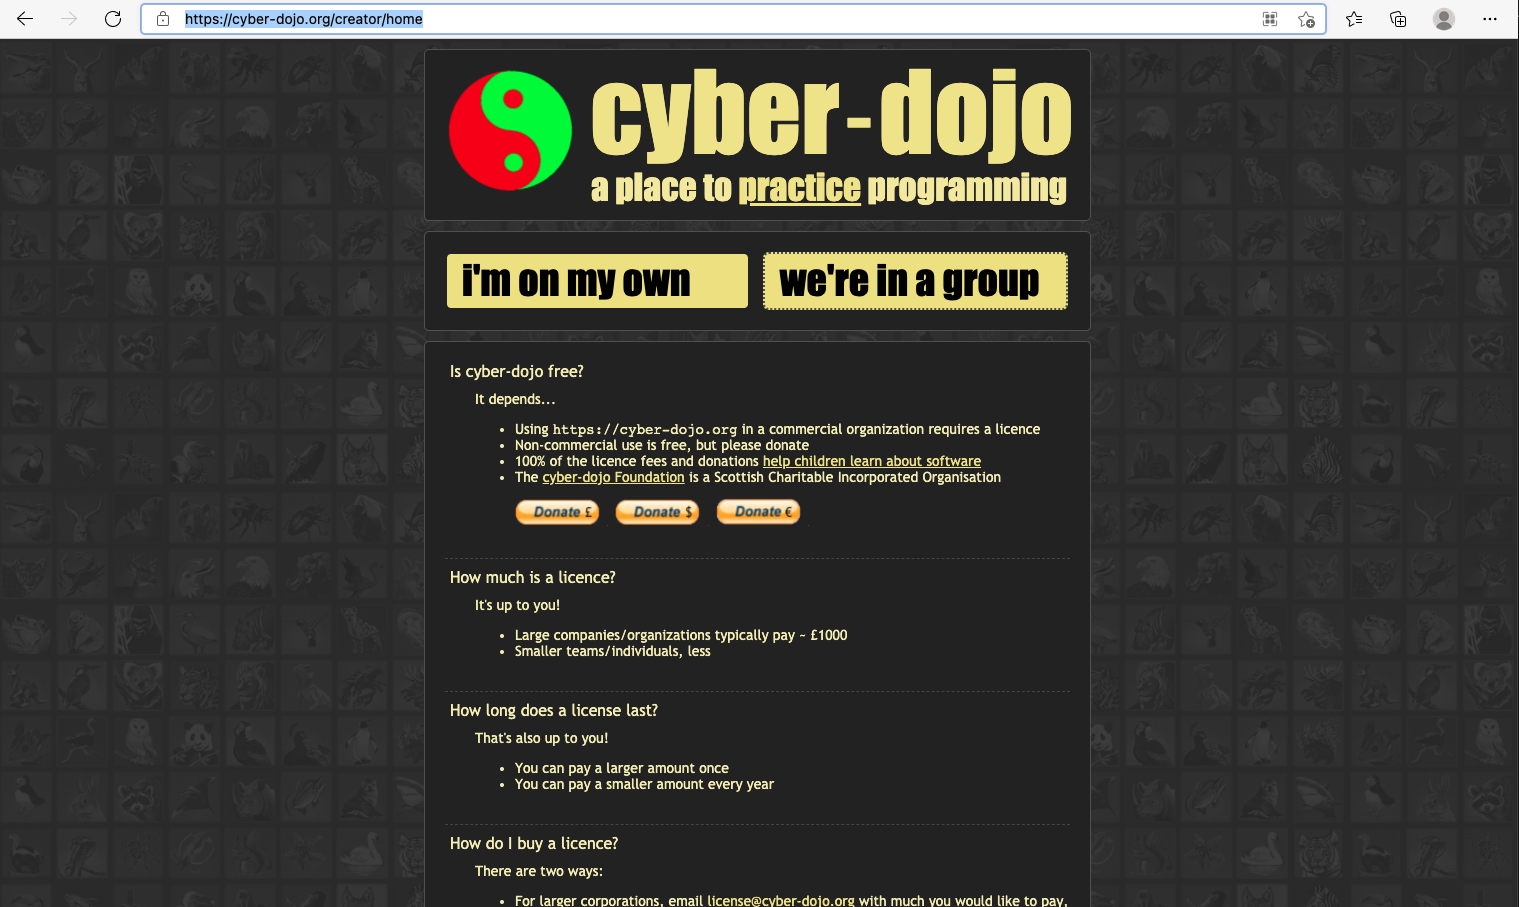 https://cyber-dojo.org/creator/home
cyber-dojo
a place to practice programming
i'm on my own
we're in a group
Is cyber-dojo free?
It depends...
• Using https://cyber-dojo.org in a commercial organization requires a licence
• Non-commercial use is free, but please donate
• 100% of the licence fees and donations help children learn about software
• The cyber-dojo Foundation is a Scottish Charitable Incorporated Organisation
Donate £ Donate $ Donate €
How much is a licence?
It's up to you!
• Large companies/organizations typically pay ~ £1000
• Smaller teams/individuals, less
How long does a license last?
That's also up to you!
• You can pay a larger amount once
• You can pay a smaller amount every year
How do I buy a licence?
There are two ways:
• For larger corporations, email license@cyber-dojo.org with much you would like to pay,